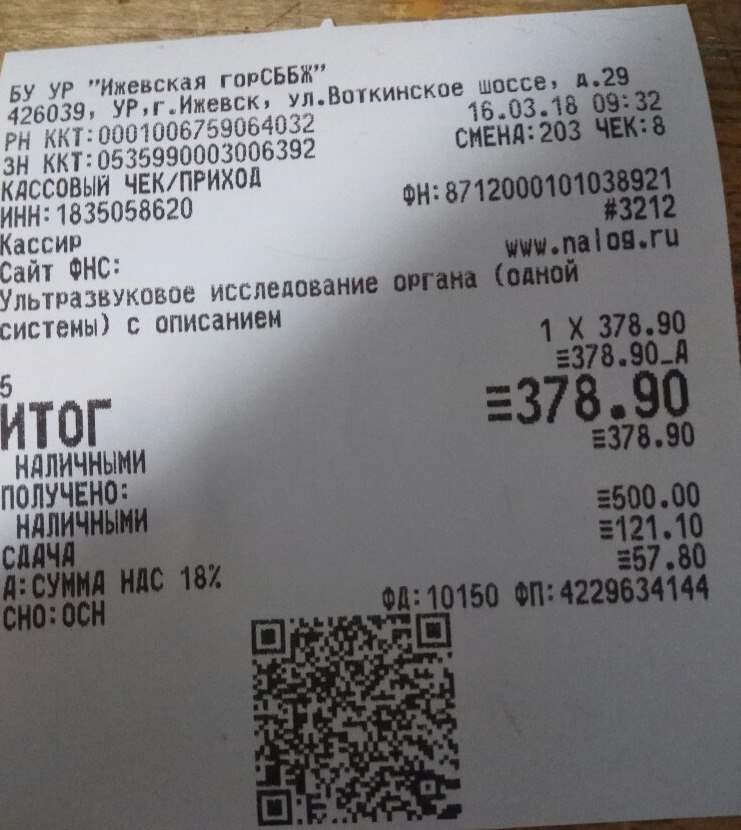 БУ УР "Ижевская горСББЖ"
426039, УР,г.Ижевск, ул.Воткинское шоссе, д.29
РН ККТ:0001006759064032 16.03.18 09:32
ЗН ККТ:0535990003006392 СМЕНА:203 ЧЕК:8
КАССОВЫЙ ЧЕК/ПРИХОД
ИНН:1835058620 ФН:8712000101038921
Кассир #3212
Сайт ФНС: www.nalog.ru
Ультразвуковое исследование органа (одной
системы) с описанием
1 X 378.90
5 ≡378.90_А
ИТОГ ≡378.90
НАЛИЧНЫМИ ≡378.90
ПОЛУЧЕНО:
НАЛИЧНЫМИ ≡500.00
СДАЧА ≡121.10
А:СУММА НДС 18% ≡57.80
СНО:ОСН ФД:10150 ФП:4229634144